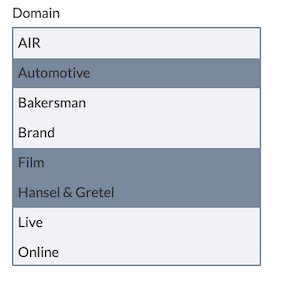 Domain
AIR
Automotive
Bakersman
Brand
Film
Hansel & Gretel
Live
Online